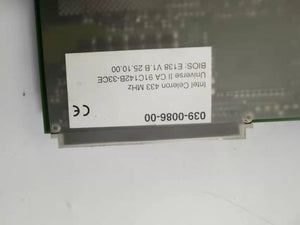 039-0086-00
Intel Celeron 433 MHz
Universe II CA 91C142B-33CE
BIOS: E138 V1.B 25.10.00
CE